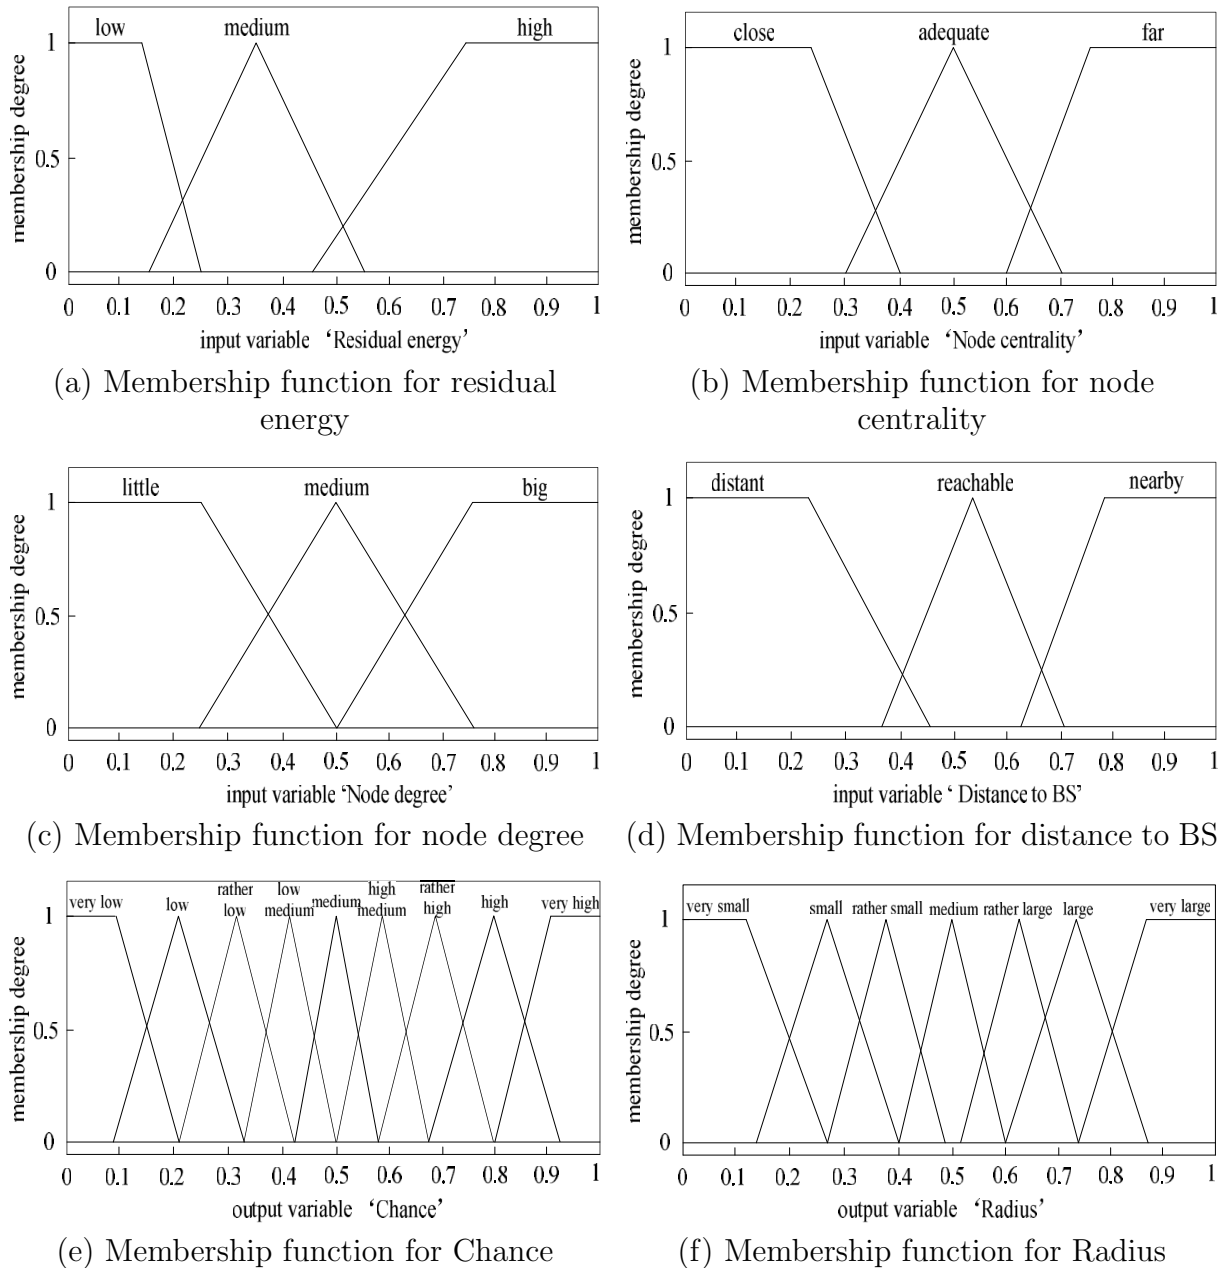 low medium high
membership degree
1
0.5
0
0 0.1 0.2 0.3 0.4 0.5 0.6 0.7 0.8 0.9 1
input variable ‘Residual energy’
(a) Membership function for residual
energy
close adequate far
membership degree
1
0.5
0
0 0.1 0.2 0.3 0.4 0.5 0.6 0.7 0.8 0.9 1
input variable ‘Node centrality’
(b) Membership function for node
centrality
little medium big
membership degree
1
0.5
0
0 0.1 0.2 0.3 0.4 0.5 0.6 0.7 0.8 0.9 1
input variable ‘Node degree’
(c) Membership function for node degree
distant reachable nearby
membership degree
1
0.5
0
0 0.1 0.2 0.3 0.4 0.5 0.6 0.7 0.8 0.9 1
input variable ‘ Distance to BS’
(d) Membership function for distance to BS
very low low rather low low medium medium high medium rather high high very high
membership degree
1
0.5
0
0 0.1 0.2 0.3 0.4 0.5 0.6 0.7 0.8 0.9 1
output variable ‘Chance’
(e) Membership function for Chance
very small small rather small medium rather large large very large
membership degree
1
0.5
0
0 0.1 0.2 0.3 0.4 0.5 0.6 0.7 0.8 0.9 1
output variable ‘Radius’
(f) Membership function for Radius